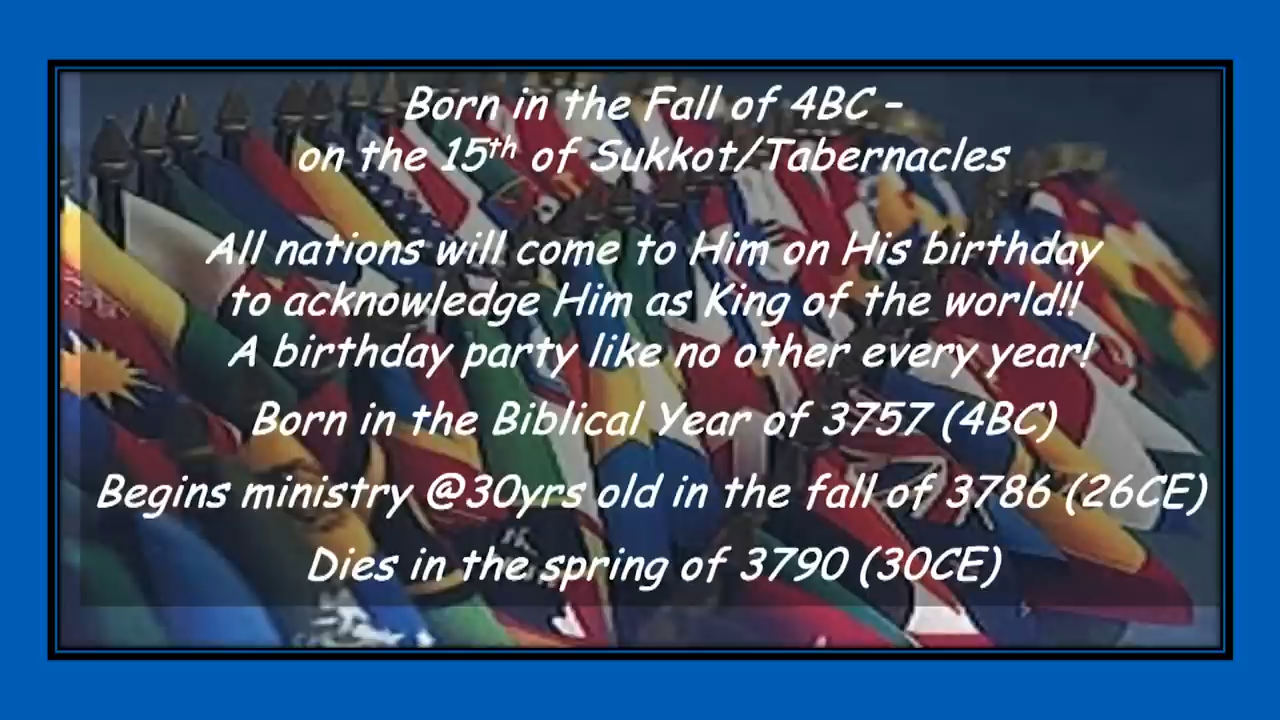 Born in the Fall of 4BC –
on the 15th of Sukkot/Tabernacles
All nations will come to Him on His birthday
to acknowledge Him as King of the world!!
A birthday party like no other every year!
Born in the Biblical Year of 3757 (4BC)
Begins ministry @30yrs old in the fall of 3786 (26CE)
Dies in the spring of 3790 (30CE)